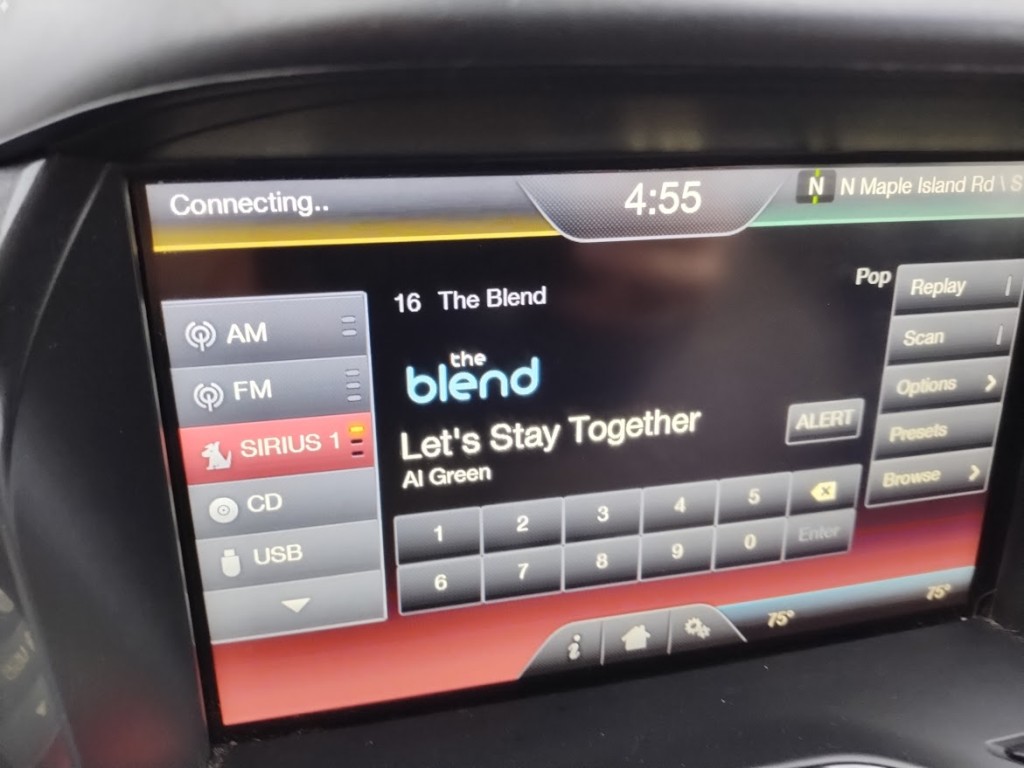 Connecting..
4:55
N
N Maple Island Rd \ S
16 The Blend
Pop
the
blend
Let's Stay Together
Al Green
ALERT
AM
FM
SIRIUS 1
CD
USB
Replay
Scan
Options
Presets
Browse
1 2 3 4 5
6 7 8 9 0 Enter
i
75°
75°